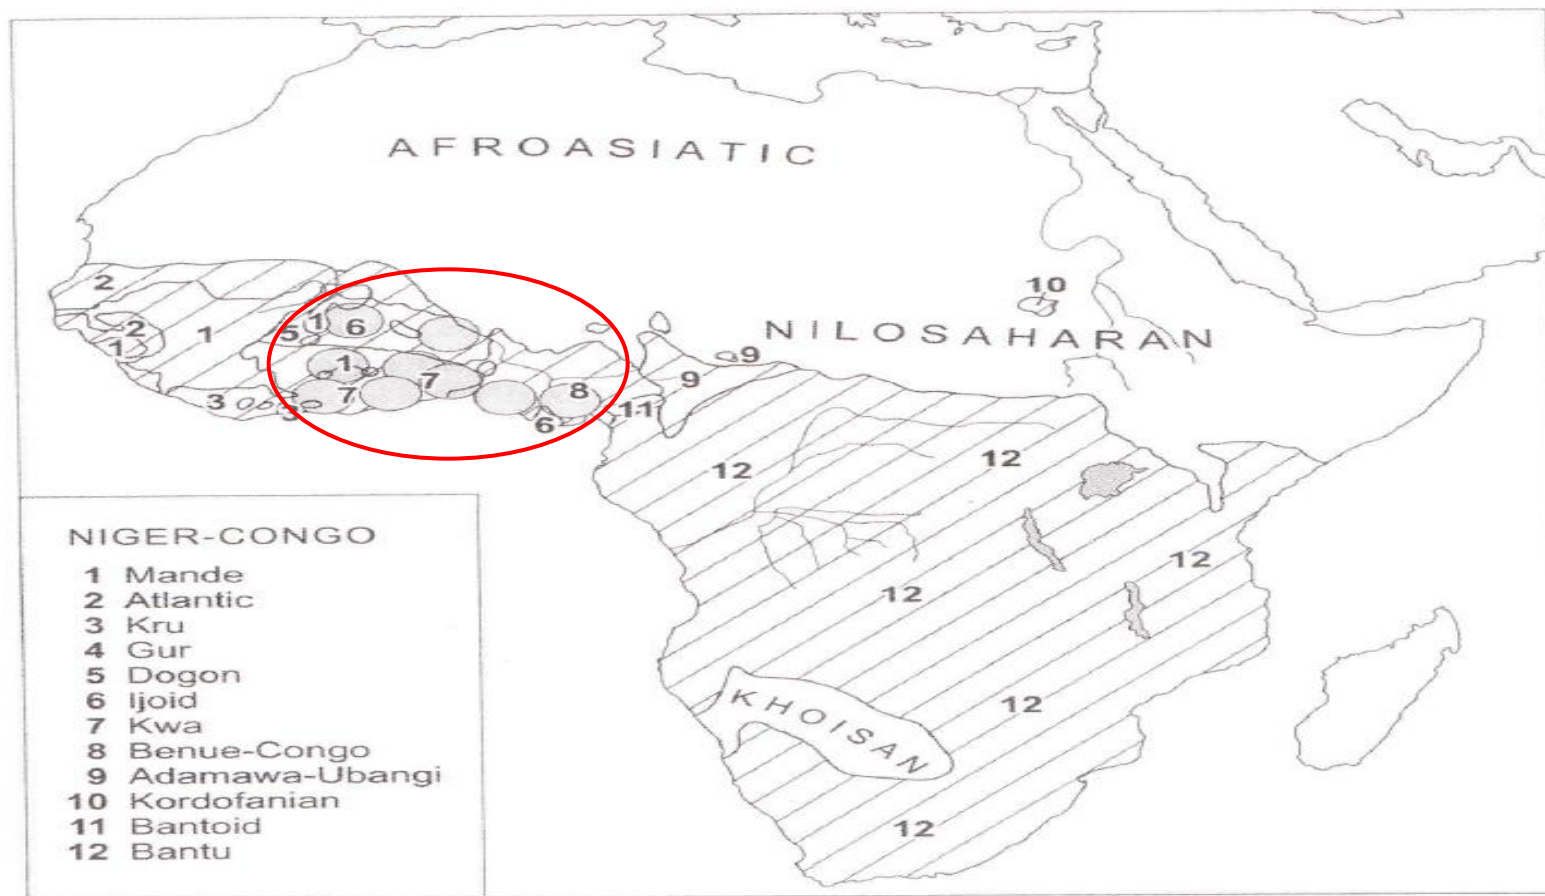 AFROASIATIC
10
2
2
1
1
5
1
6
NILOSAHARAN
1
7
9
9
3
3
7
8
6
11
12
12
12
12
12
12
KHOISAN
NIGER-CONGO
1 Mande
2 Atlantic
3 Kru
4 Gur
5 Dogon
6 Ijoid
7 Kwa
8 Benue-Congo
9 Adamawa-Ubangi
10 Kordofanian
11 Bantoid
12 Bantu